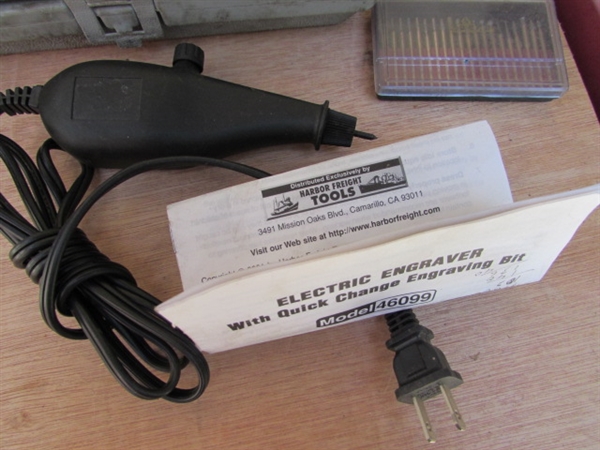 Distributed Exclusively by
HARBOR FREIGHT
TOOLS
3491 Mission Oaks Blvd., Camarillo, CA 93011
Visit our Web site at http://www.harborfreight.com
ELECTRIC ENGRAVER
With Quick Change Engraving Bit
Model 46099